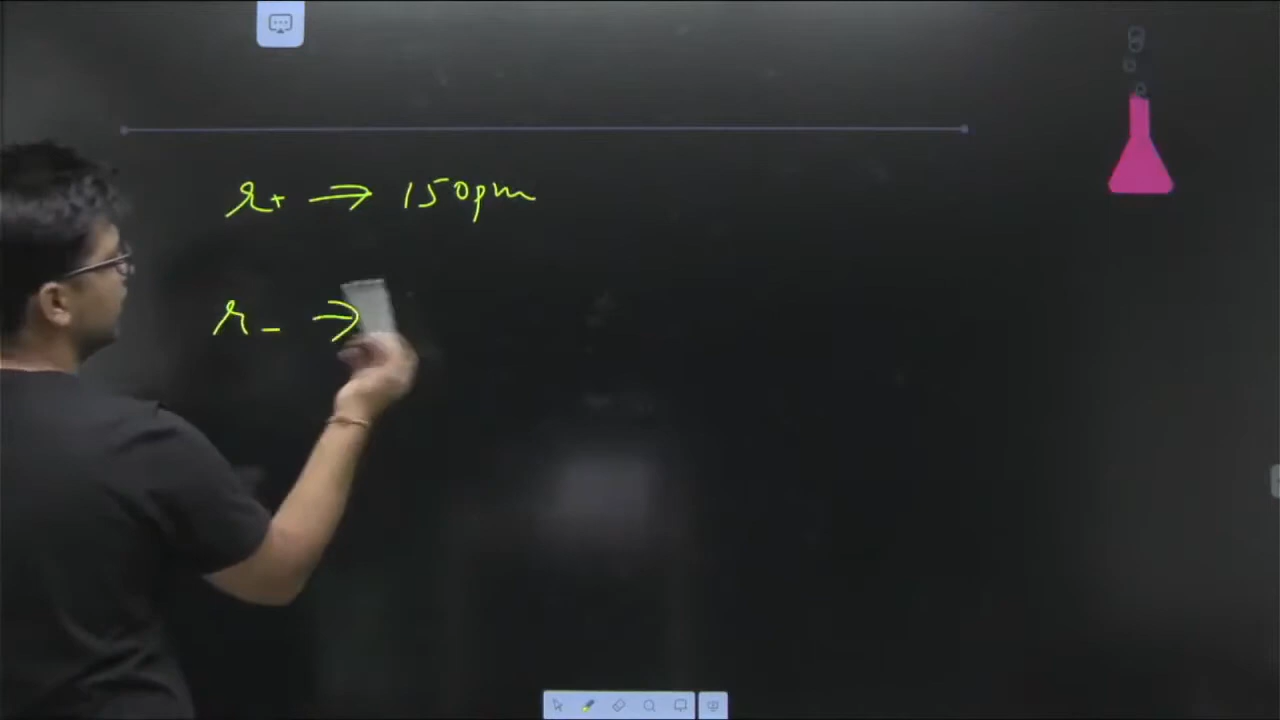 r+ → 150pm
r- →